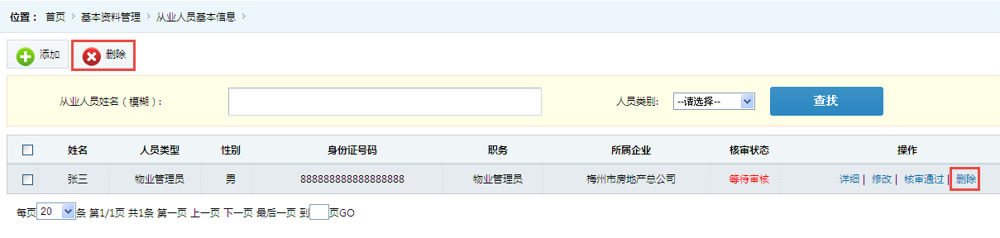 位置： 首页 > 基本资料管理 > 从业人员基本信息 >
添加 删除
从业人员姓名（模糊）: 人员类别: --请选择-- 查找
姓名 人员类型 性别 身份证号码 职务 所属企业 核审状态 操作
张三 物业管理员 男 888888888888888888 物业管理员 梅州市房地产总公司 等待审核 详细 | 修改 | 核审通过 | 删除
每页 20 条 第1/1页 共1条 第一页 上一页 下一页 最后一页 到 页GO